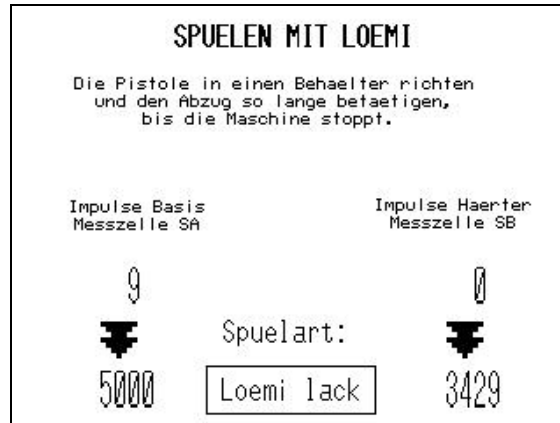 SPUELEN MIT LOEMI
Die Pistole in einen Behaelter richten
und den Abzug so lange betaetigen,
bis die Maschine stoppt.
Impulse Basis
Messzelle SA
Impulse Haerter
Messzelle SB
9
0
Spuelart:
5000
Loemi lack
3429